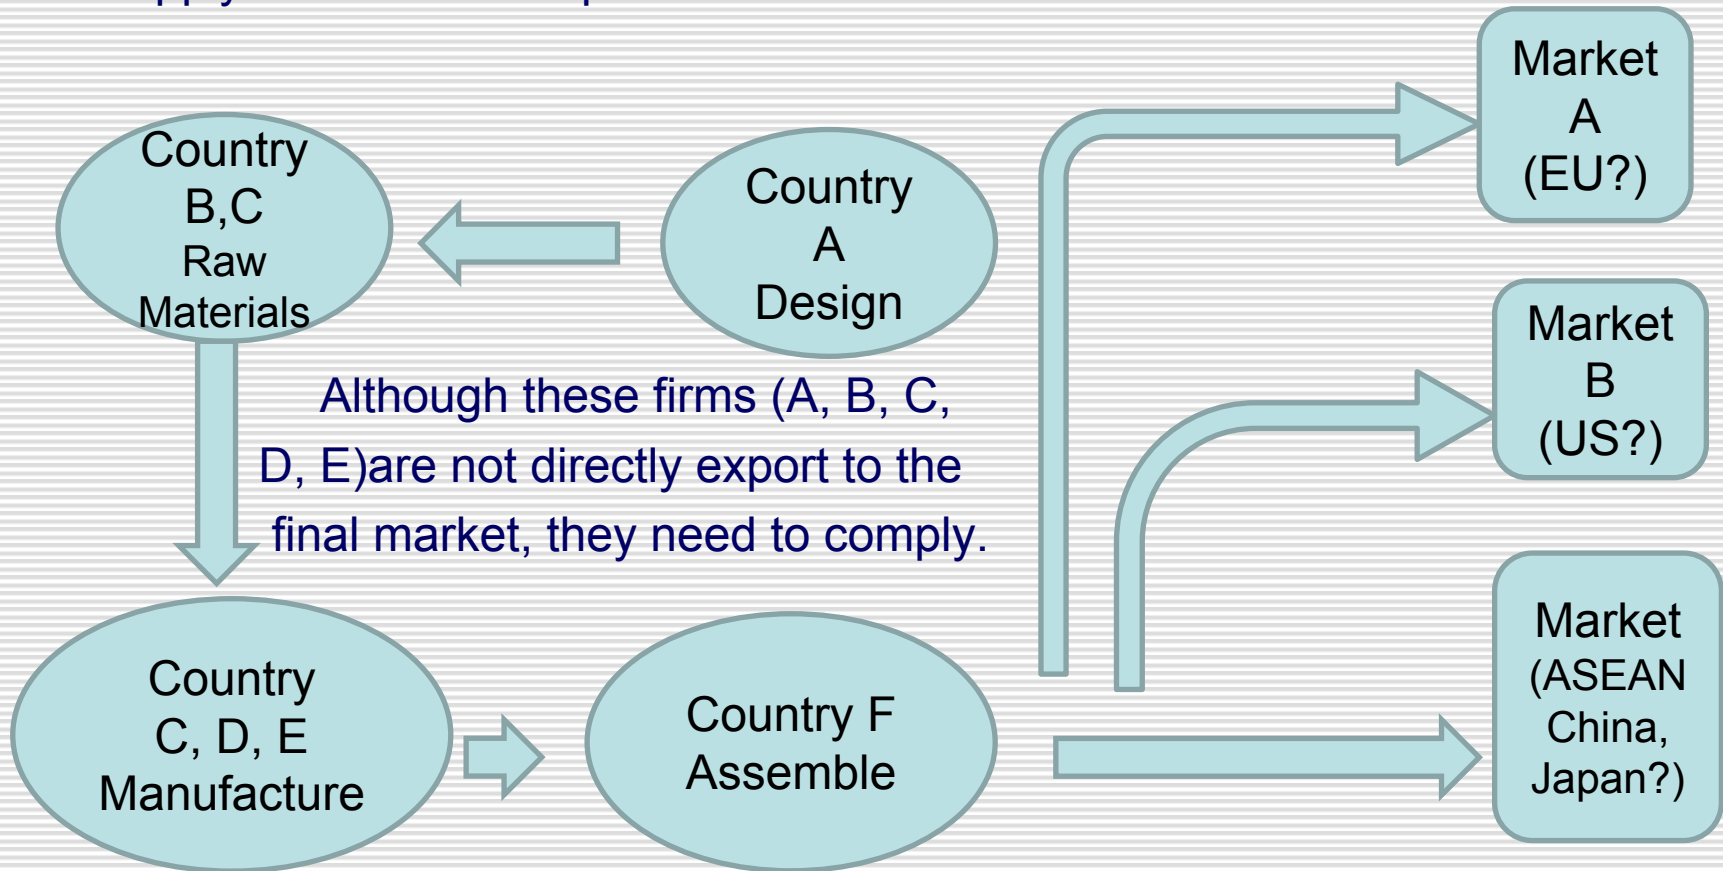 Country
B,C
Raw
Materials
Country
A
Design
Although these firms (A, B, C,
D, E)are not directly export to the
final market, they need to comply.
Country
C, D, E
Manufacture
Country F
Assemble
Market
A
(EU?)
Market
B
(US?)
Market
(ASEAN
China,
Japan?)